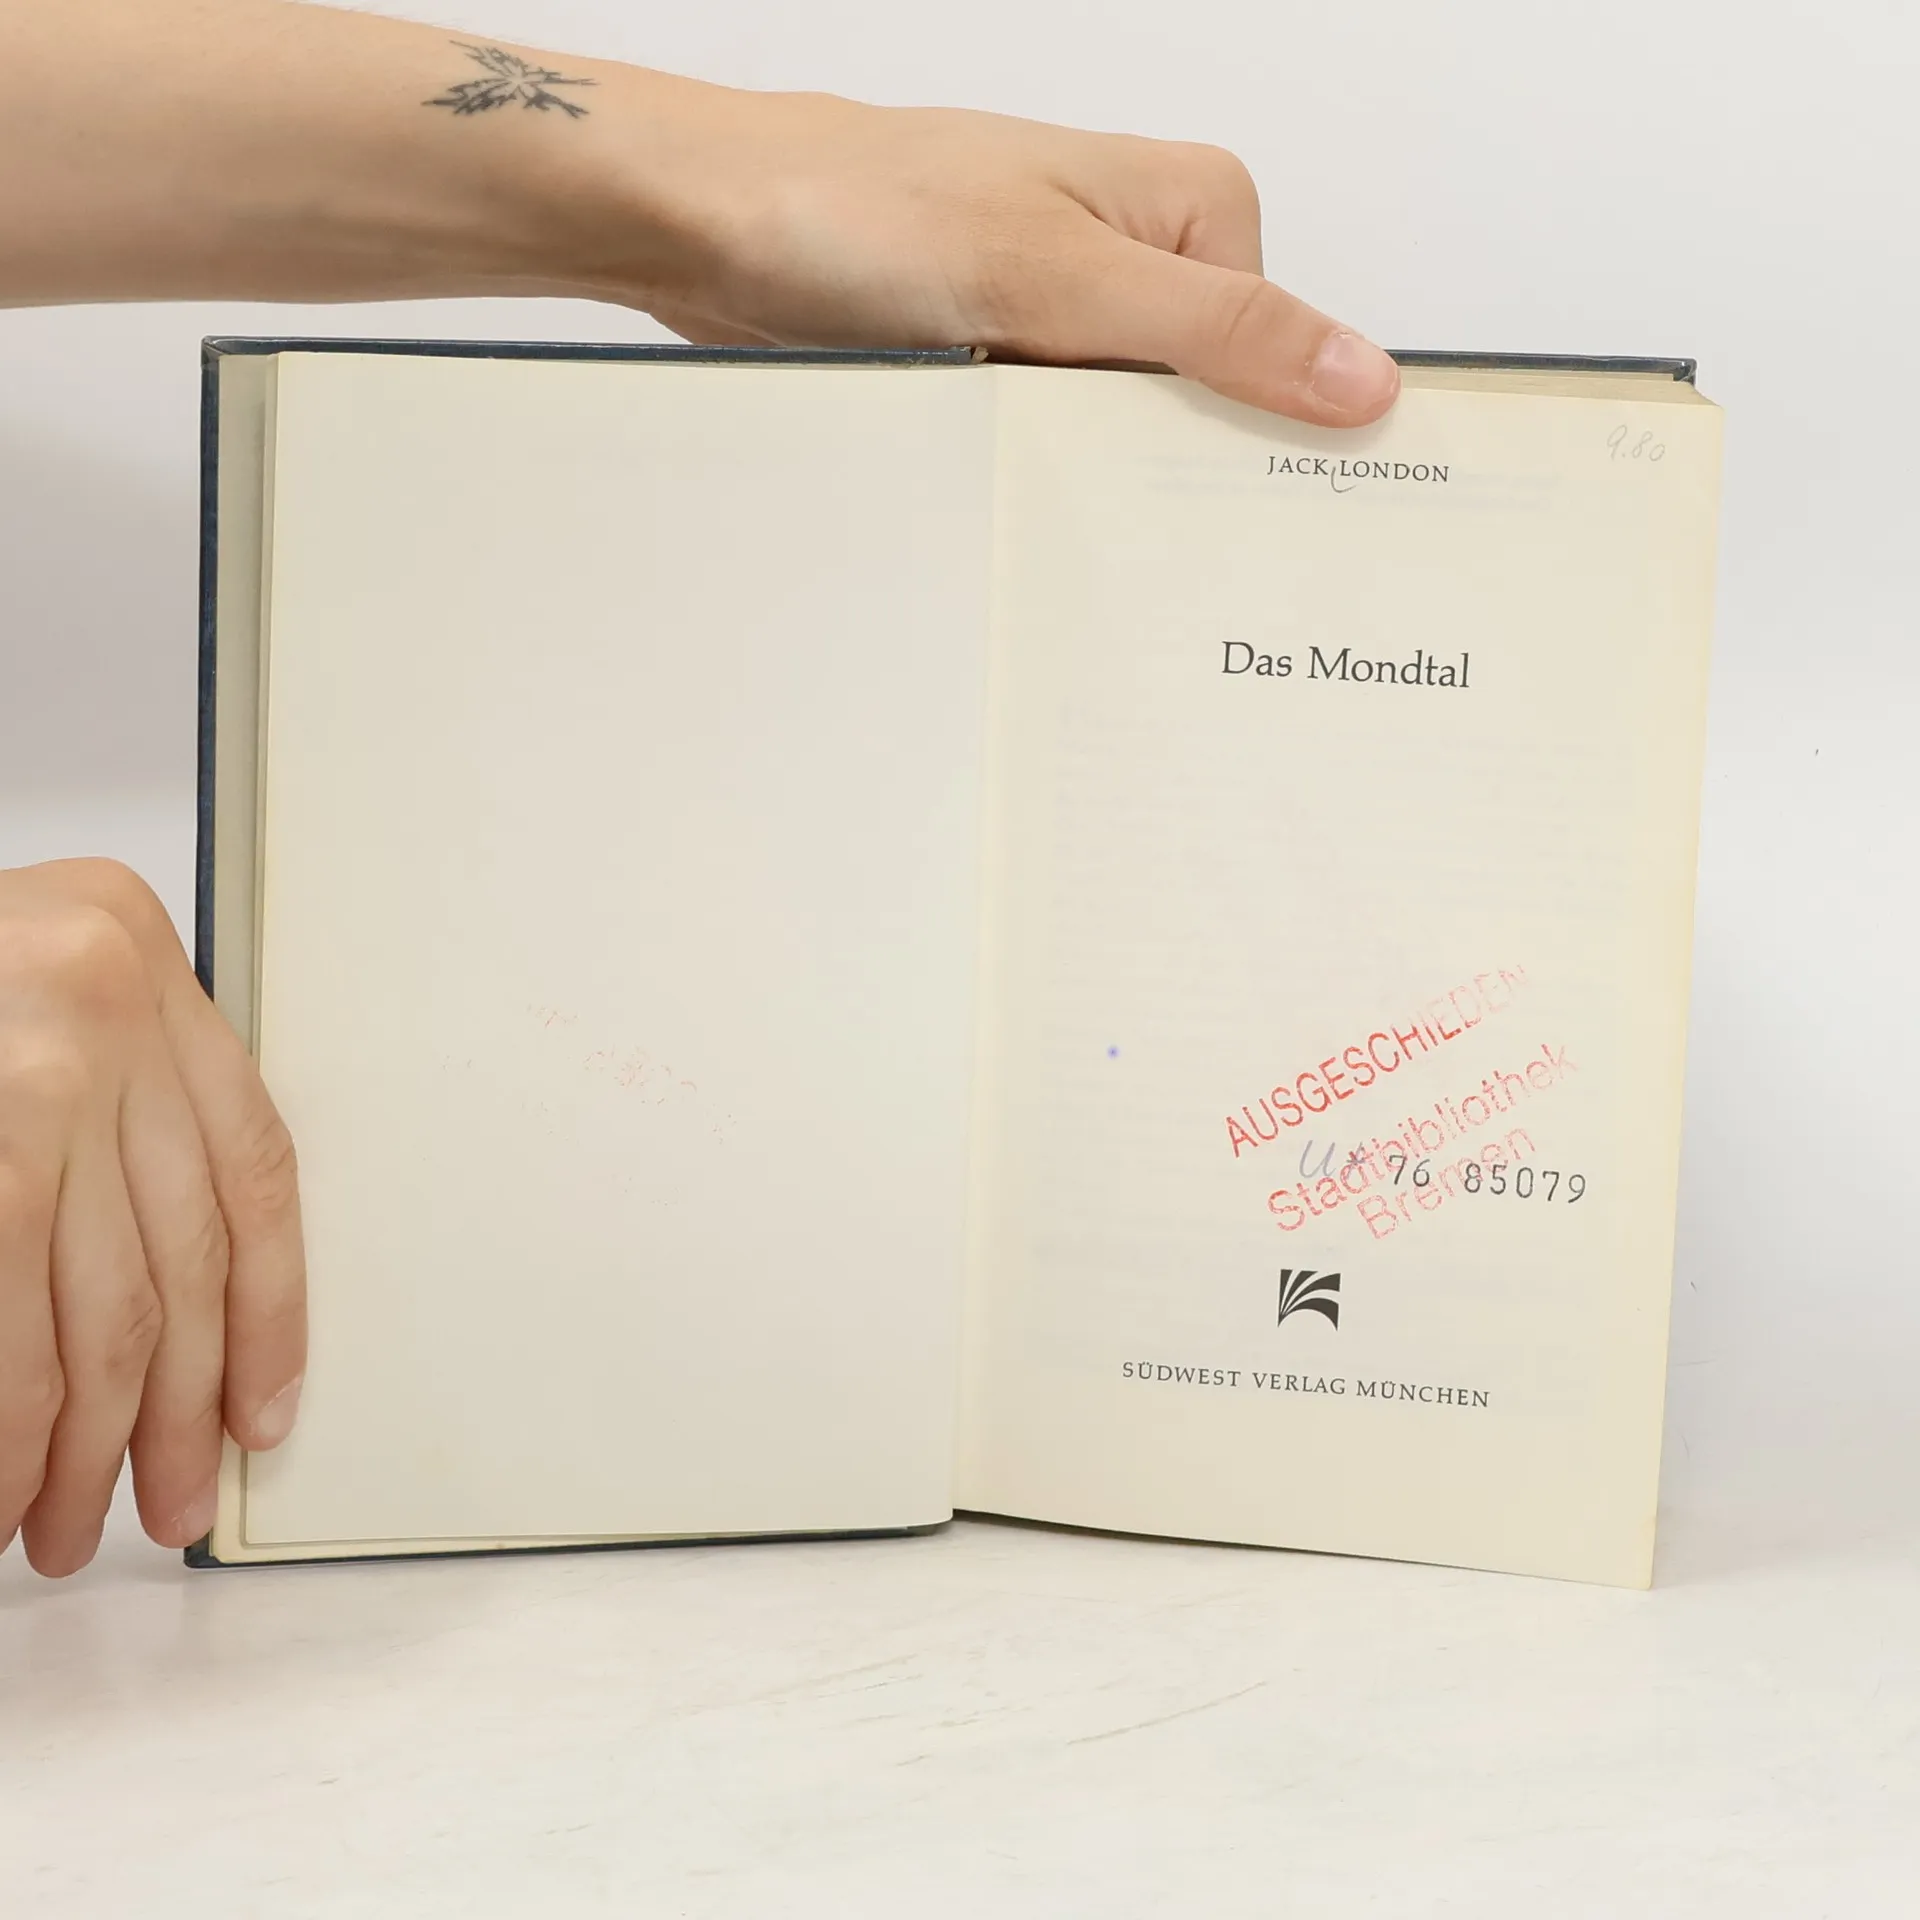 9.80
JACK LONDON
Das Mondtal
AUSGESCHIEDEN
Stadtbibliothek
Bremen
76 85079
SÜDWEST VERLAG MÜNCHEN